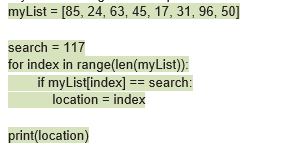 myList = [85, 24, 63, 45, 17, 31, 96, 50]
search = 117
for index in range(len(myList)):
if myList[index] == search:
location = index
print(location)